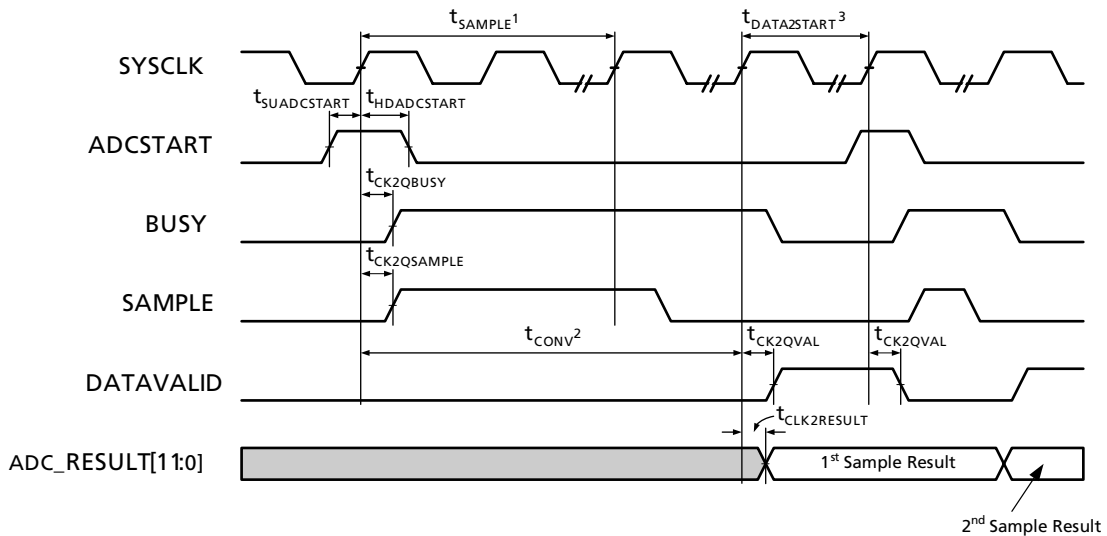 tSAMPLE1
tDATA2START3
SYSCLK
tSUADCSTART
tHDADCSTART
ADCSTART
tCK2QBUSY
BUSY
tCK2QSAMPLE
SAMPLE
tCONV2
tCK2QVAL
tCK2QVAL
DATAVALID
tCLK2RESULT
ADC_RESULT[11:0]
1st Sample Result
2nd Sample Result